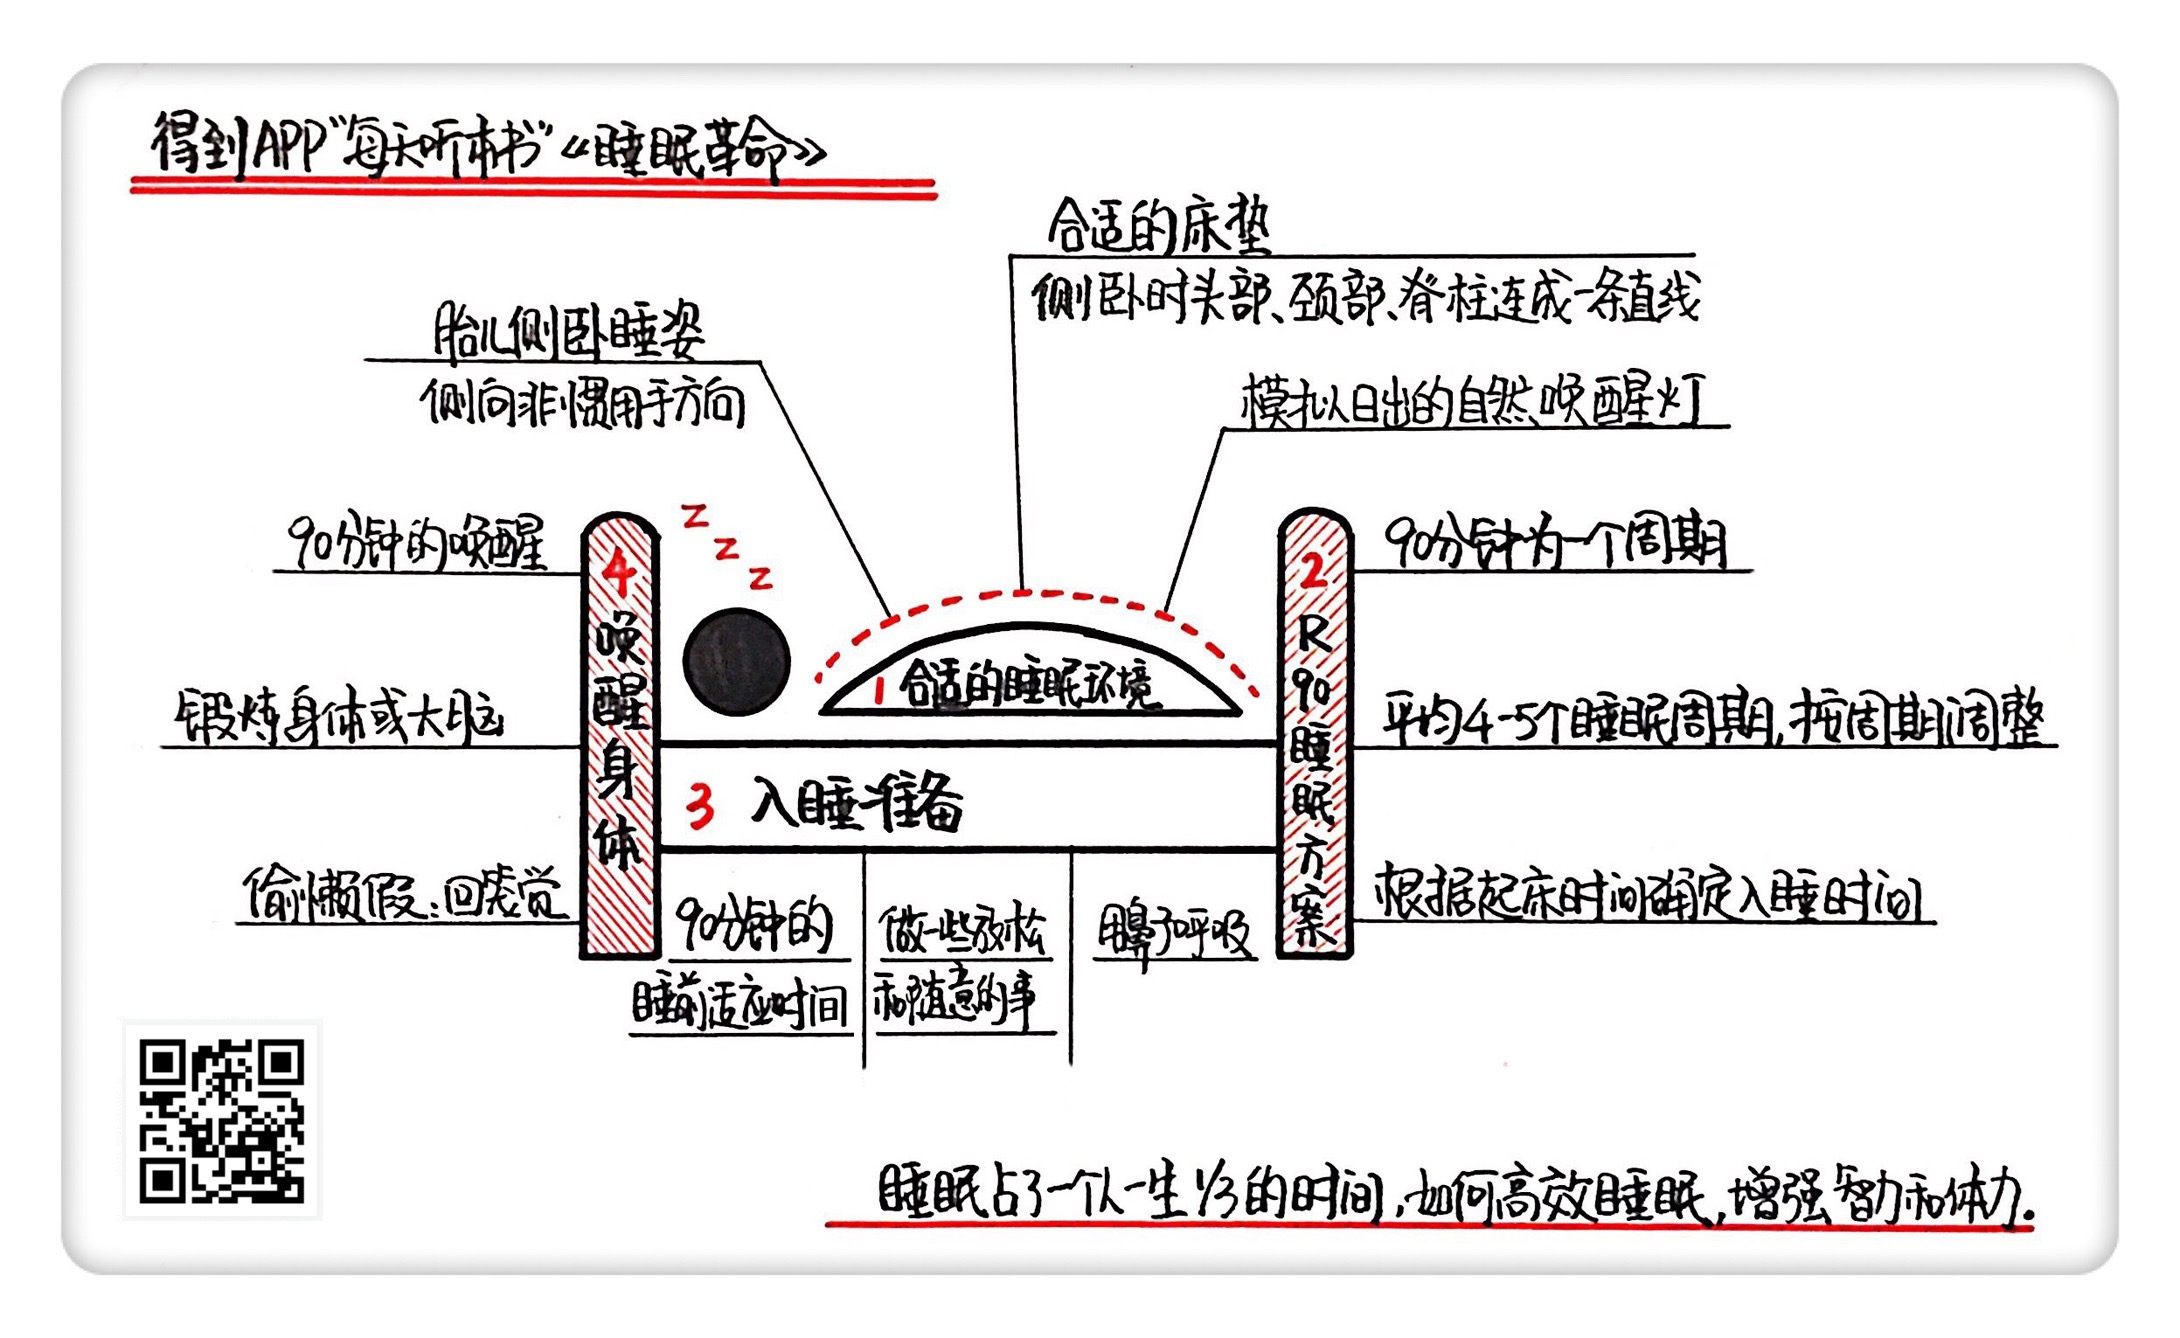 得到APP"每天听本书"《睡眠革命》
合适的床垫
侧卧时头部、颈部、脊柱连成一条直线
胎儿侧卧睡姿
侧向非惯用手方向
模拟日出的自然唤醒灯
z
z
z
90分钟的唤醒
锻炼身体或大脑
偷懒假:回笼觉
4
唤醒身体
1 合适的睡眠环境
2
R90睡眠方案
90分钟为一个周期
平均4-5个睡眠周期,按周期调整
根据起床时间确定入睡时间
3 入睡准备
90分钟的
睡前适应时间
做一些放松
和随意的事
用鼻子呼吸
睡眠占了一个人一生1/3的时间,如何高效睡眠,增强智力和体力.